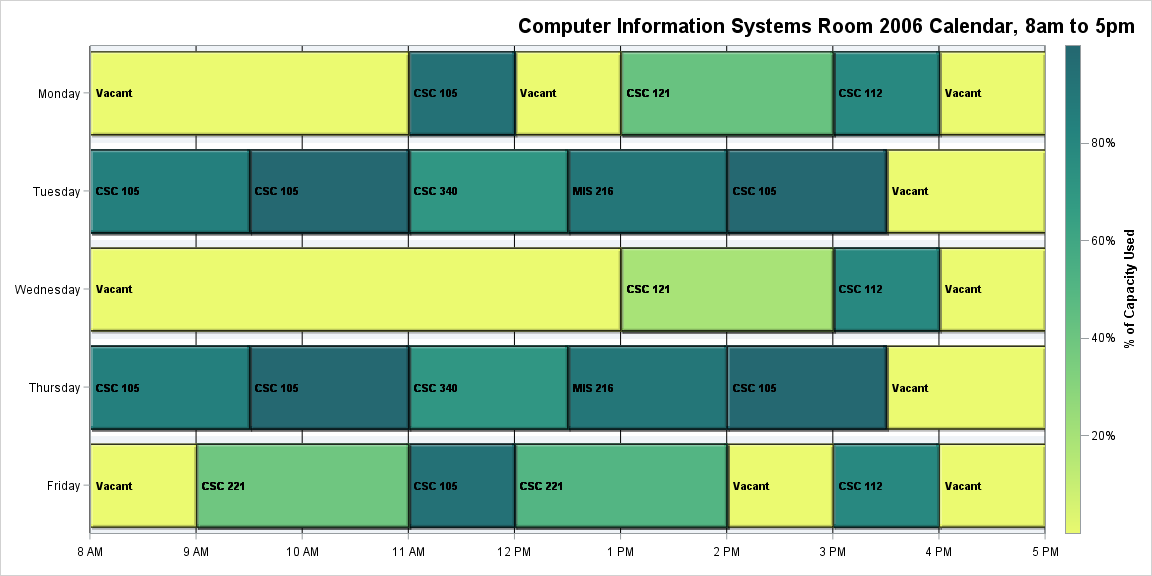 Computer Information Systems Room 2006 Calendar, 8am to 5pm
Monday
Vacant
CSC 105
Vacant
CSC 121
CSC 112
Vacant
Tuesday
CSC 105
CSC 105
CSC 340
MIS 216
CSC 105
Vacant
Wednesday
Vacant
CSC 121
CSC 112
Vacant
Thursday
CSC 105
CSC 105
CSC 340
MIS 216
CSC 105
Vacant
Friday
Vacant
CSC 221
CSC 105
CSC 221
Vacant
CSC 112
Vacant
8 AM
9 AM
10 AM
11 AM
12 PM
1 PM
2 PM
3 PM
4 PM
5 PM
80%
60%
40%
20%
% of Capacity Used